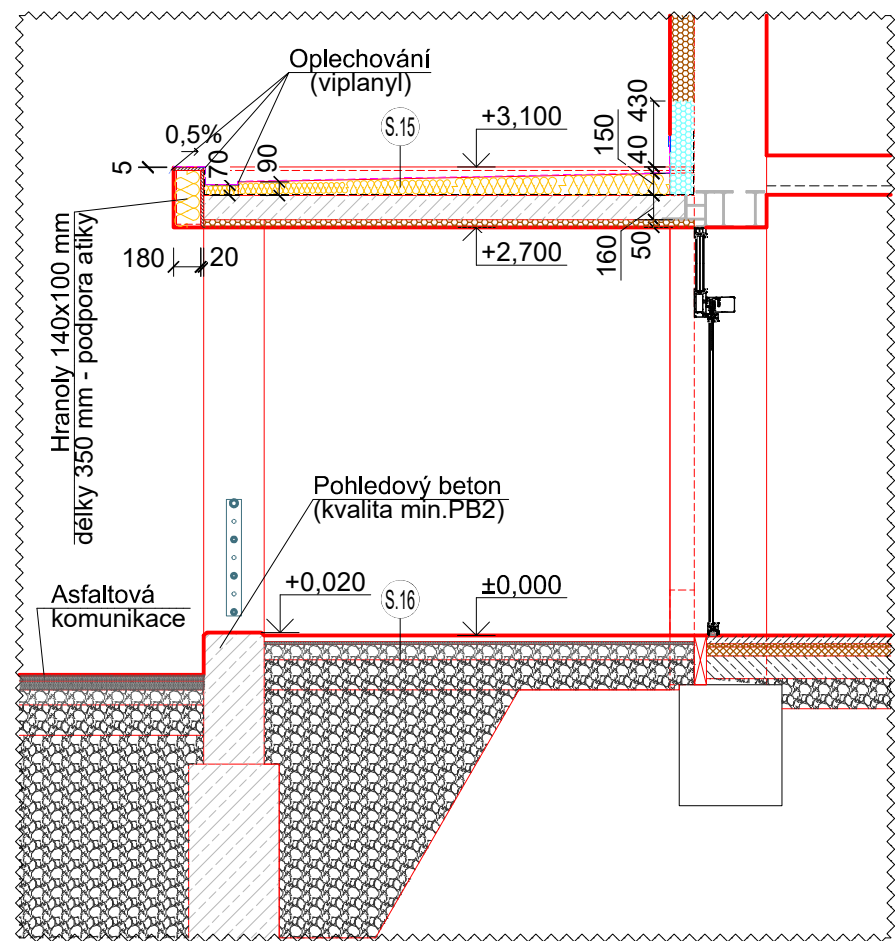 Oplechování
(viplanyl)
S.15
+3,100
430
150
40
0,5%
5
70
90
180
20
+2,700
160
50
Hranoly 140x100 mm
délky 350 mm - podpora atiky
Pohledový beton
(kvalita min.PB2)
+0,020
S.16
±0,000
Asfaltová
komunikace